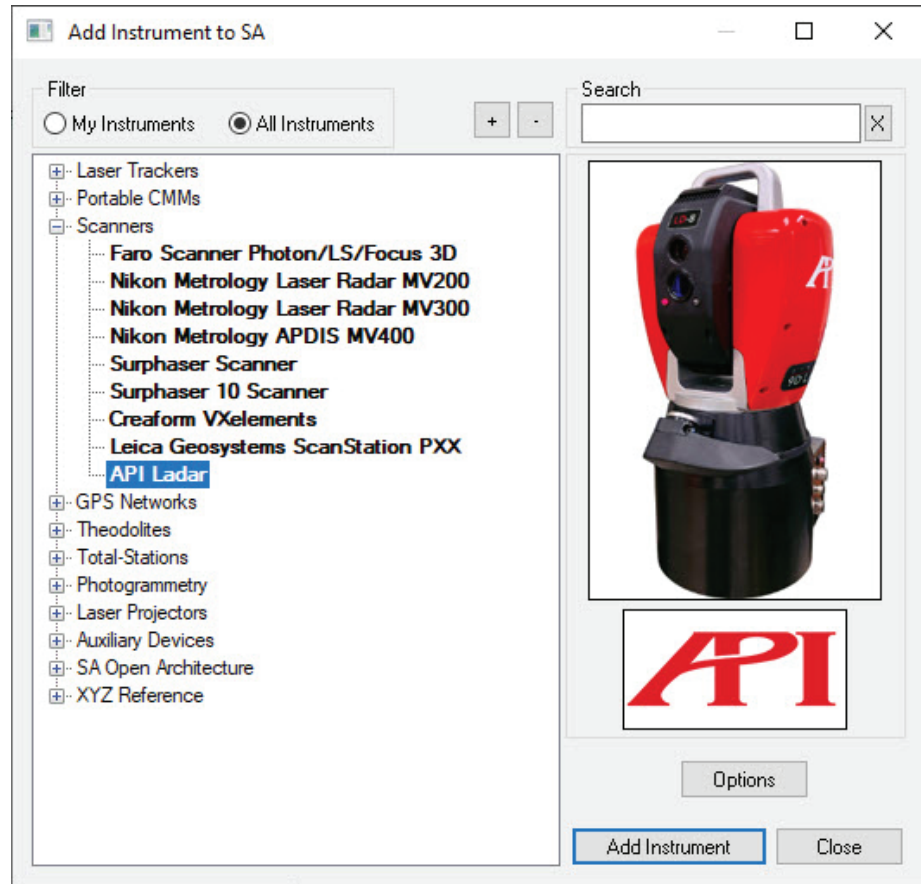 Add Instrument to SA
Filter
My Instruments All Instruments
+ -
Search
X
Laser Trackers
Portable CMMs
Scanners
Faro Scanner Photon/LS/Focus 3D
Nikon Metrology Laser Radar MV200
Nikon Metrology Laser Radar MV300
Nikon Metrology APDIS MV400
Surphaser Scanner
Surphaser 10 Scanner
Creaform VXelements
Leica Geosystems ScanStation PXX
API Ladar
GPS Networks
Theodolites
Total-Stations
Photogrammetry
Laser Projectors
Auxiliary Devices
SA Open Architecture
XYZ Reference
LD-8
API
9D L
API
Options
Add Instrument
Close